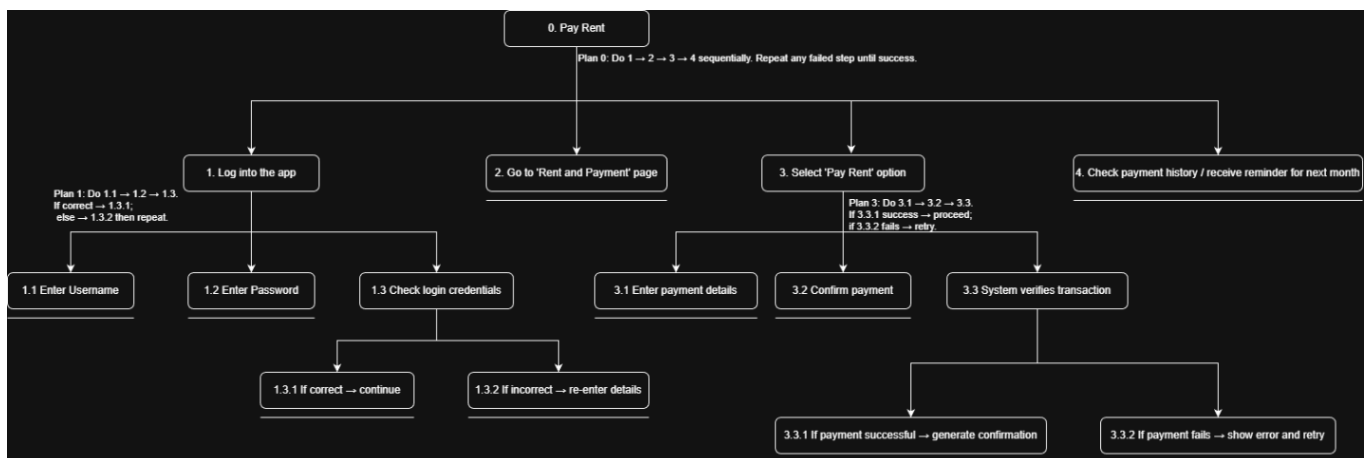 0. Pay Rent
Plan 0: Do 1 → 2 → 3 → 4 sequentially. Repeat any failed step until success.
1. Log into the app
2. Go to 'Rent and Payment' page
3. Select 'Pay Rent' option
4. Check payment history / receive reminder for next month
Plan 1: Do 1.1 → 1.2 → 1.3.
If correct → 1.3.1;
else → 1.3.2 then repeat.
Plan 3: Do 3.1 → 3.2 → 3.3.
If 3.3.1 success → proceed;
if 3.3.2 fails → retry.
1.1 Enter Username
1.2 Enter Password
1.3 Check login credentials
3.1 Enter payment details
3.2 Confirm payment
3.3 System verifies transaction
1.3.1 If correct → continue
1.3.2 If incorrect → re-enter details
3.3.1 If payment successful → generate confirmation
3.3.2 If payment fails → show error and retry